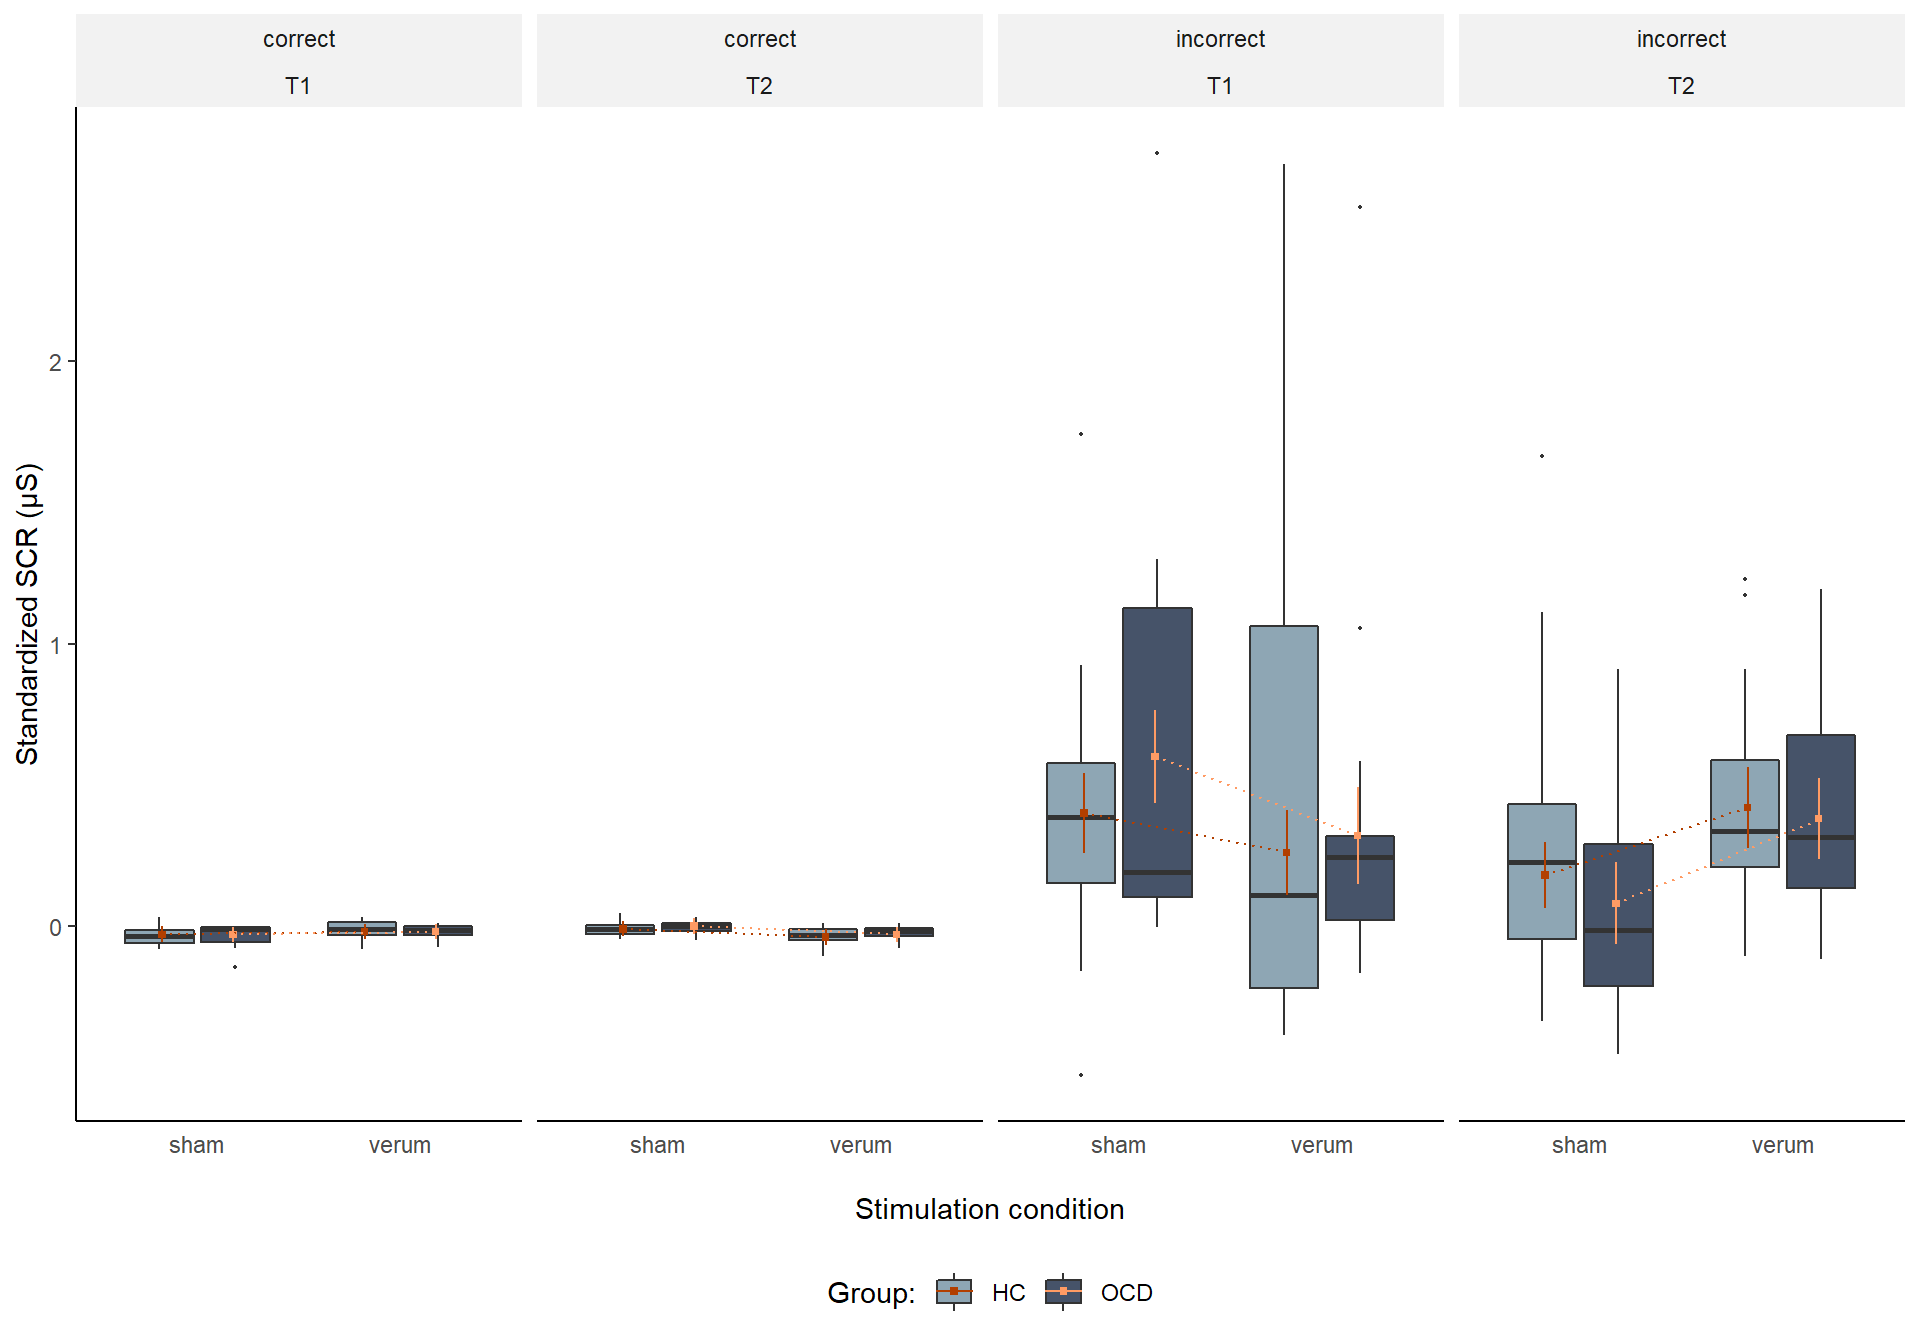 correct correct incorrect incorrect
T1 T2 T1 T2
Standardized SCR (µS)
2
1
0
sham verum sham verum sham verum sham verum
Stimulation condition
Group: HC OCD